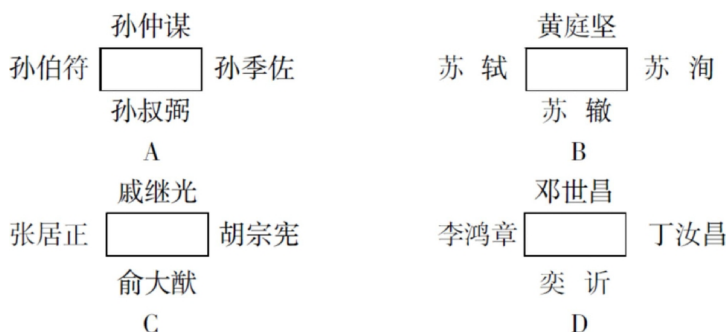 孙仲谋
孙伯符 孙季佐
孙叔弼
A
黄庭坚
苏 轼 苏 洵
苏 辙
B
戚继光
张居正 胡宗宪
俞大猷
C
邓世昌
李鸿章 丁汝昌
奕 䜣
D